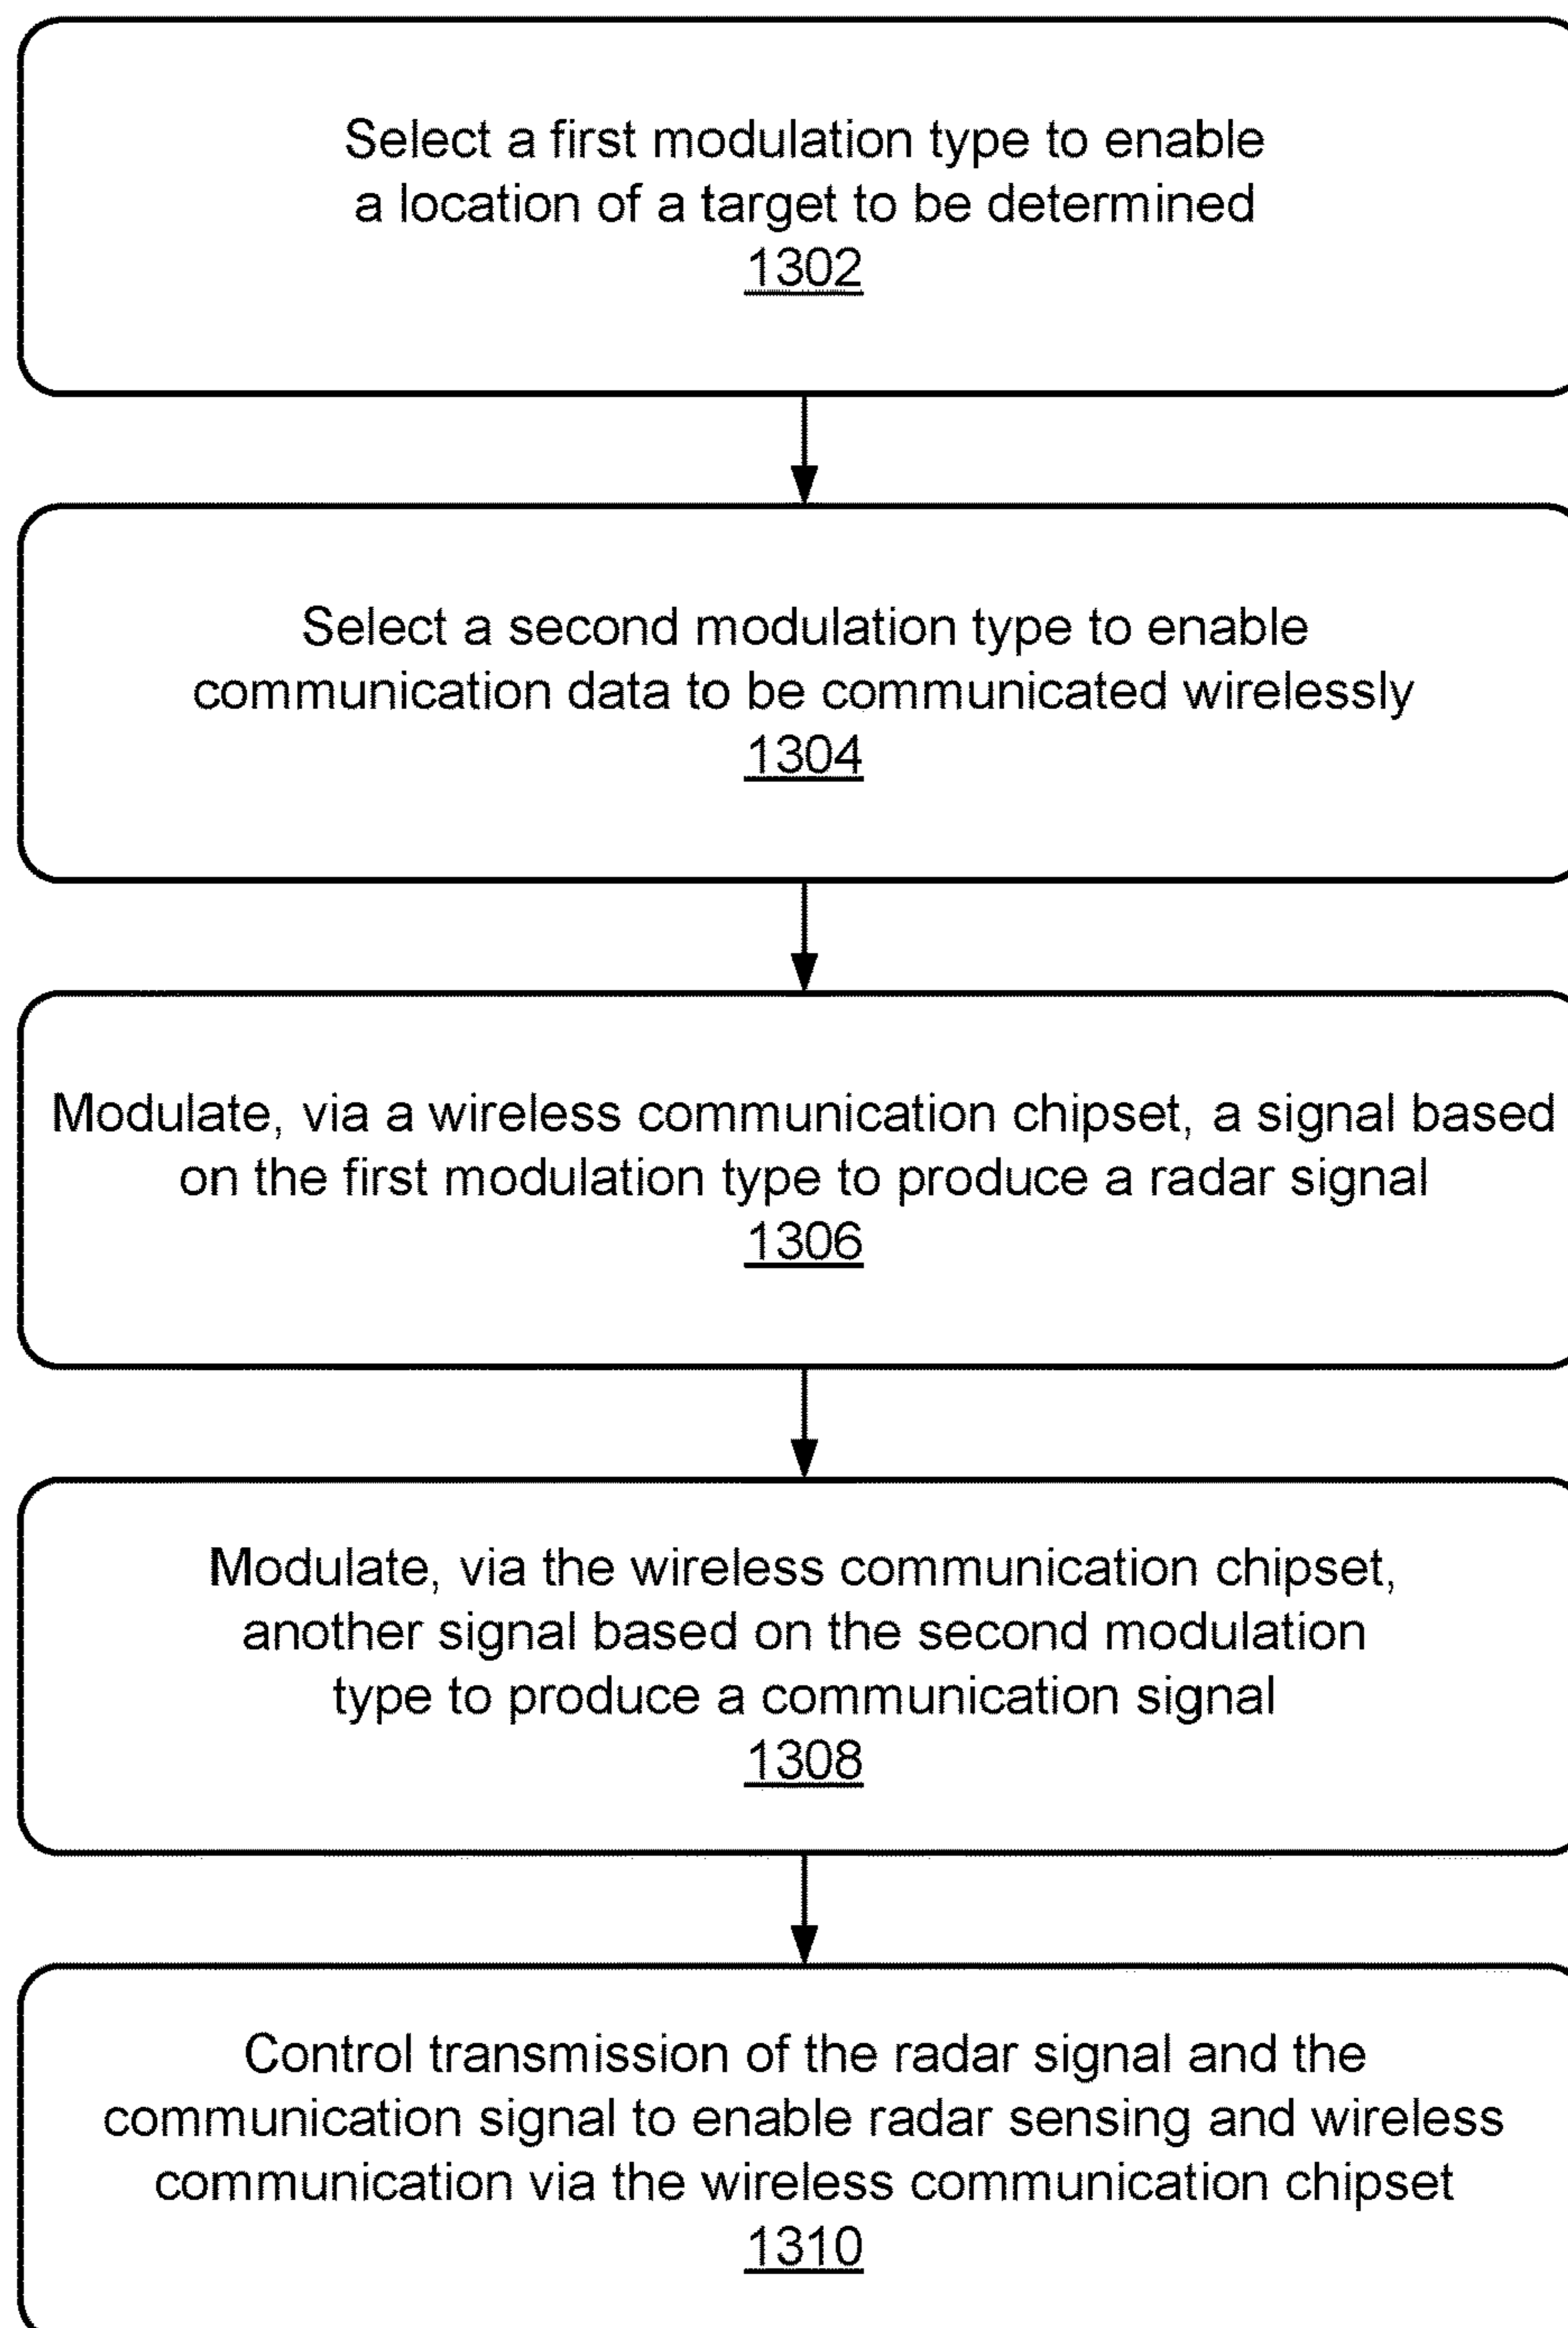 Select a first modulation type to enable
a location of a target to be determined
1302
Select a second modulation type to enable
communication data to be communicated wirelessly
1304
Modulate, via a wireless communication chipset, a signal based
on the first modulation type to produce a radar signal
1306
Modulate, via the wireless communication chipset,
another signal based on the second modulation
type to produce a communication signal
1308
Control transmission of the radar signal and the
communication signal to enable radar sensing and wireless
communication via the wireless communication chipset
1310